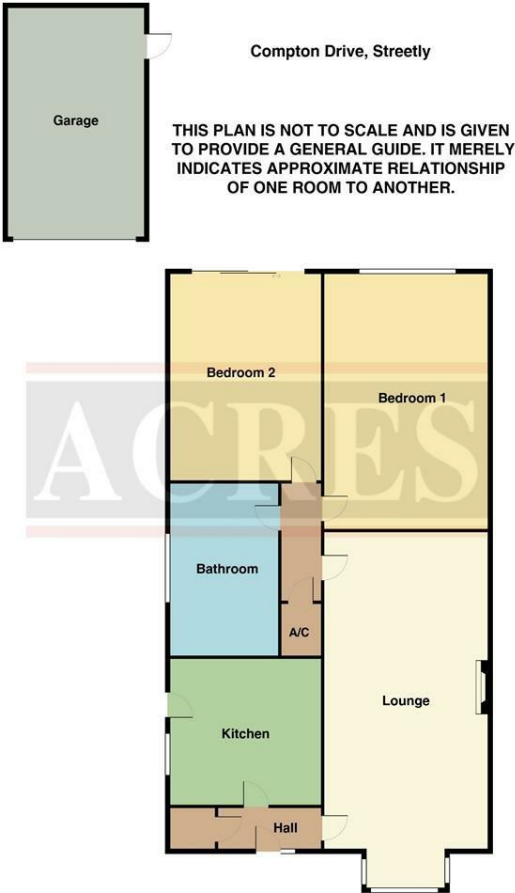 Garage
Compton Drive, Streetly
THIS PLAN IS NOT TO SCALE AND IS GIVEN
TO PROVIDE A GENERAL GUIDE. IT MERELY
INDICATES APPROXIMATE RELATIONSHIP
OF ONE ROOM TO ANOTHER.
Bedroom 2
Bedroom 1
ACRES
Bathroom
A/C
Lounge
Kitchen
Hall